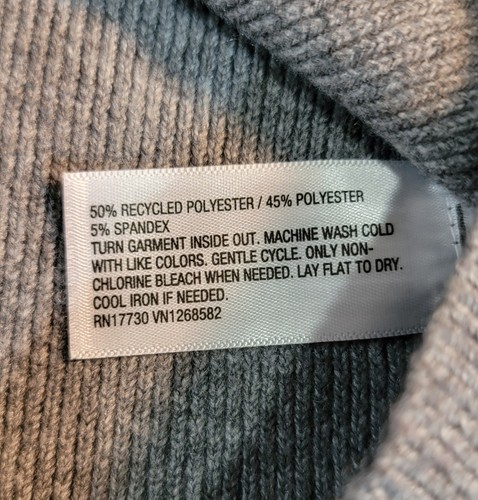 50% RECYCLED POLYESTER / 45% POLYESTER
5% SPANDEX
TURN GARMENT INSIDE OUT. MACHINE WASH COLD
WITH LIKE COLORS. GENTLE CYCLE. ONLY NON-
CHLORINE BLEACH WHEN NEEDED. LAY FLAT TO DRY.
COOL IRON IF NEEDED.
RN17730 VN1268582